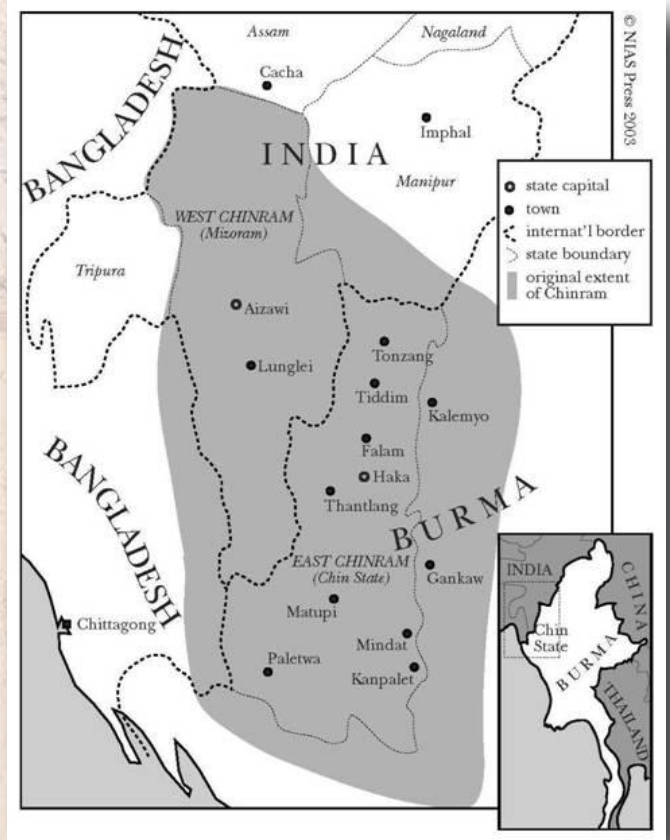 Assam
Nagaland
© NIAS Press 2003
BANGLADESH
Cacha
Imphal
INDIA
Manipur
state capital
town
internat'l border
state boundary
original extent
of Chinram
WEST CHINRAM
(Mizoram)
Tripura
Aizawi
Lunglei
Tonzang
Tiddim
Kalemyo
Falam
Haka
Thantlang
BURMA
BANGLADESH
EAST CHINRAM
(Chin State)
Gankaw
Matupi
Chittagong
Mindat
Paletwa
Kanpalet
INDIA
CHINA
Chin
State
BURMA
THAILAND